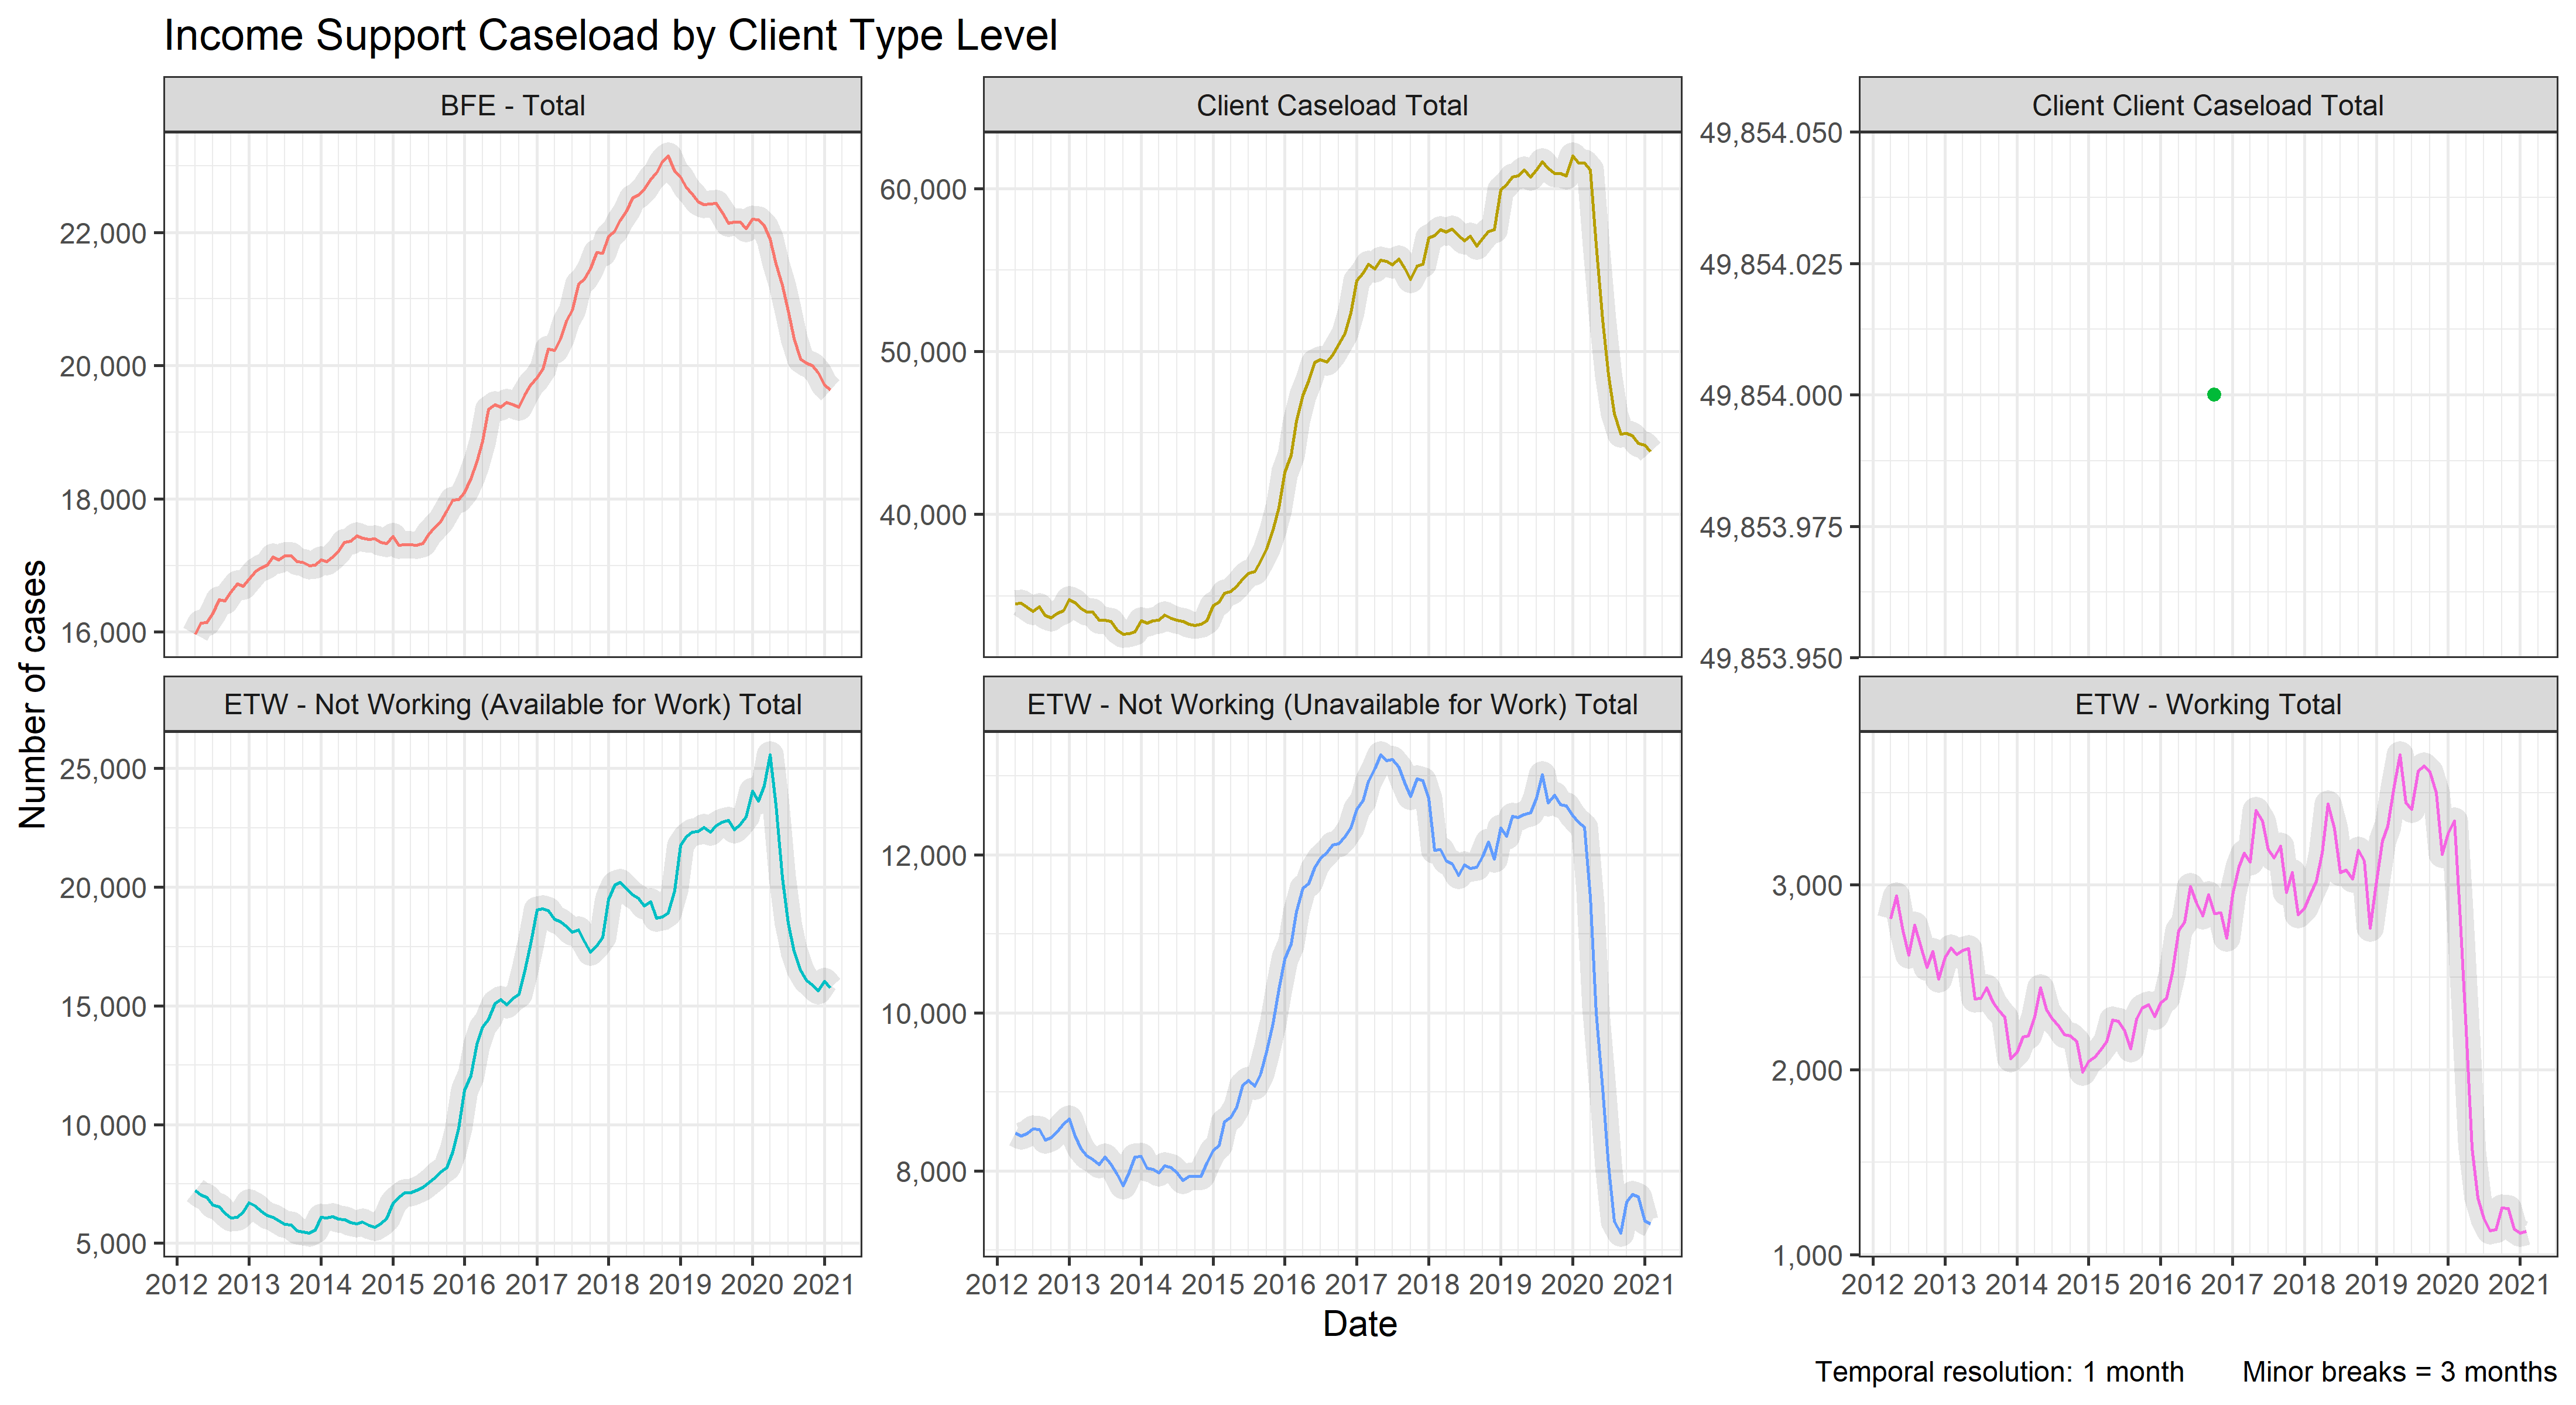 Income Support Caseload by Client Type Level
BFE - Total
Client Caseload Total
Client Client Caseload Total
22,000
20,000
18,000
16,000
60,000
50,000
40,000
49,854.050
49,854.025
49,854.000
49,853.975
49,853.950
Number of cases
ETW - Not Working (Available for Work) Total
ETW - Not Working (Unavailable for Work) Total
ETW - Working Total
25,000
20,000
15,000
10,000
5,000
12,000
10,000
8,000
3,000
2,000
1,000
2012 2013 2014 2015 2016 2017 2018 2019 2020 2021
2012 2013 2014 2015 2016 2017 2018 2019 2020 2021
2012 2013 2014 2015 2016 2017 2018 2019 2020 2021
Date
Temporal resolution: 1 month Minor breaks = 3 months